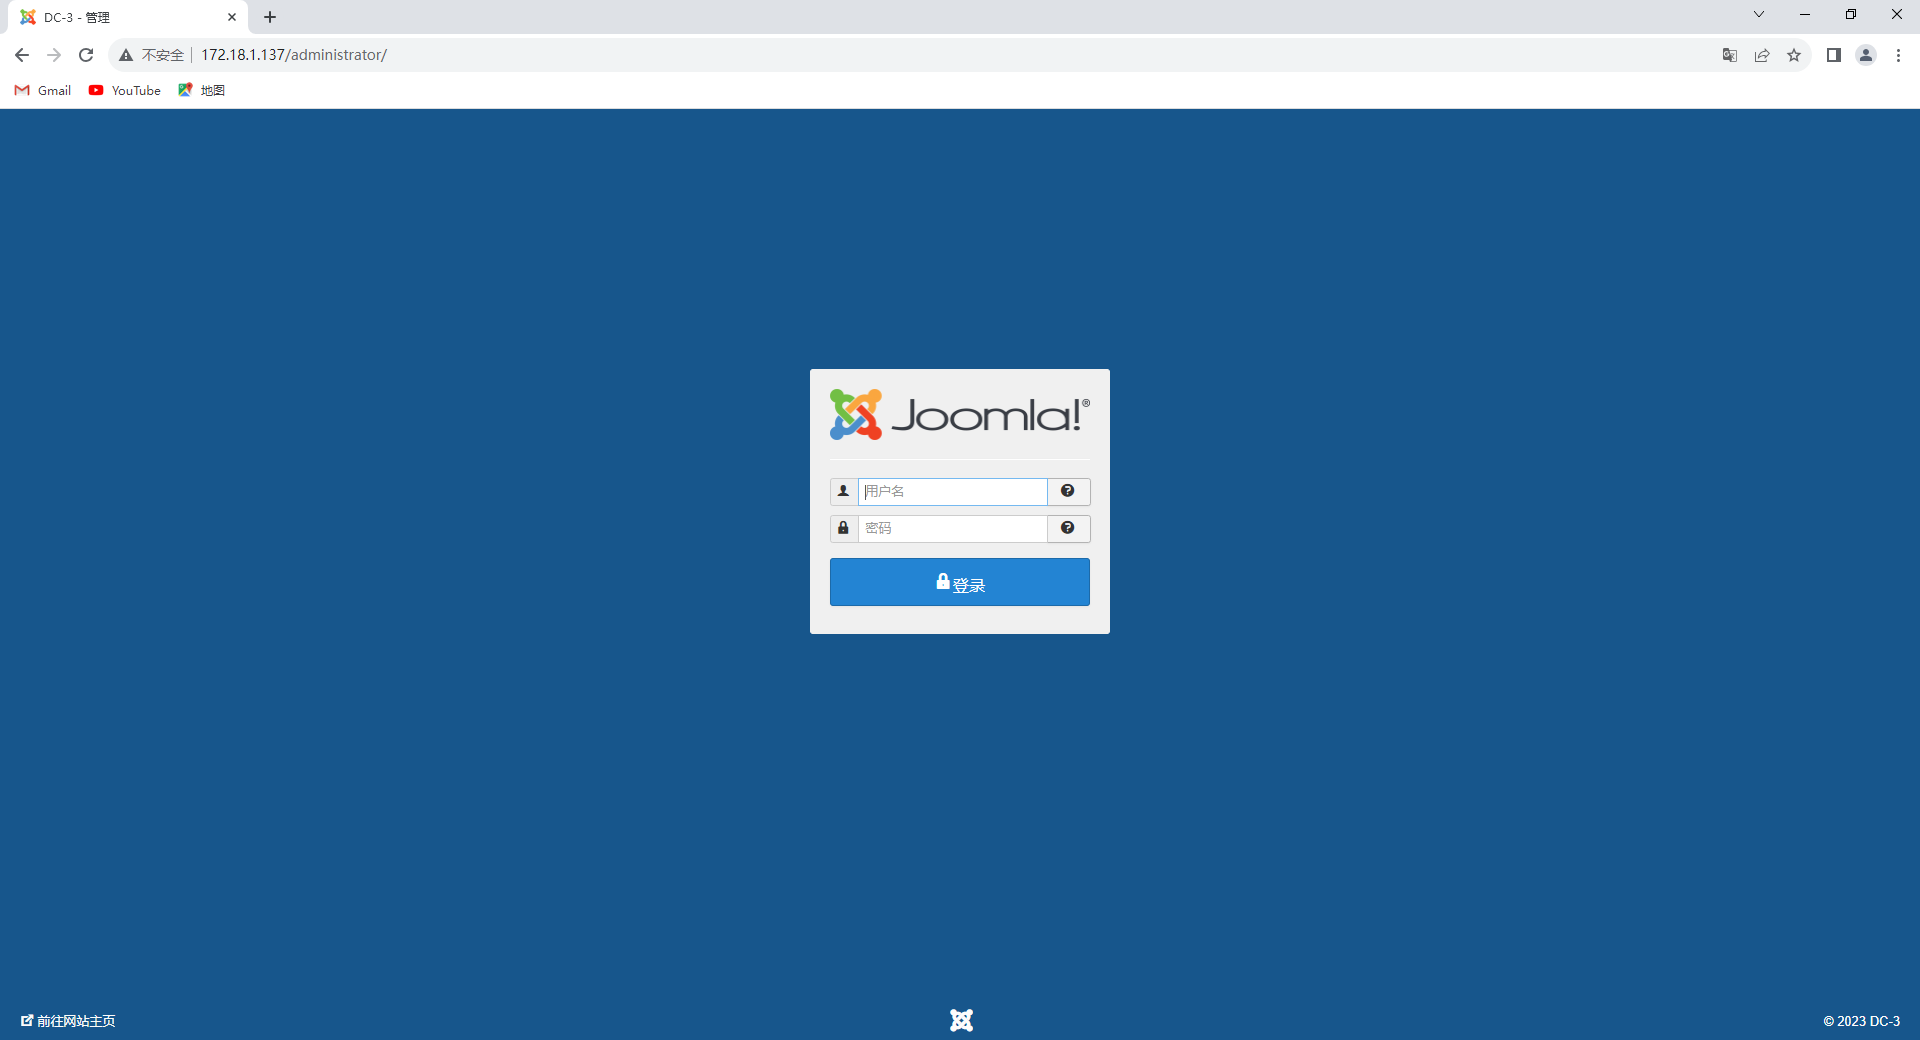 DC-3 - 管理
不安全 172.18.1.137/administrator/
Gmail YouTube 地图
Joomla!®
用户名
密码
登录
前往网站主页
© 2023 DC-3